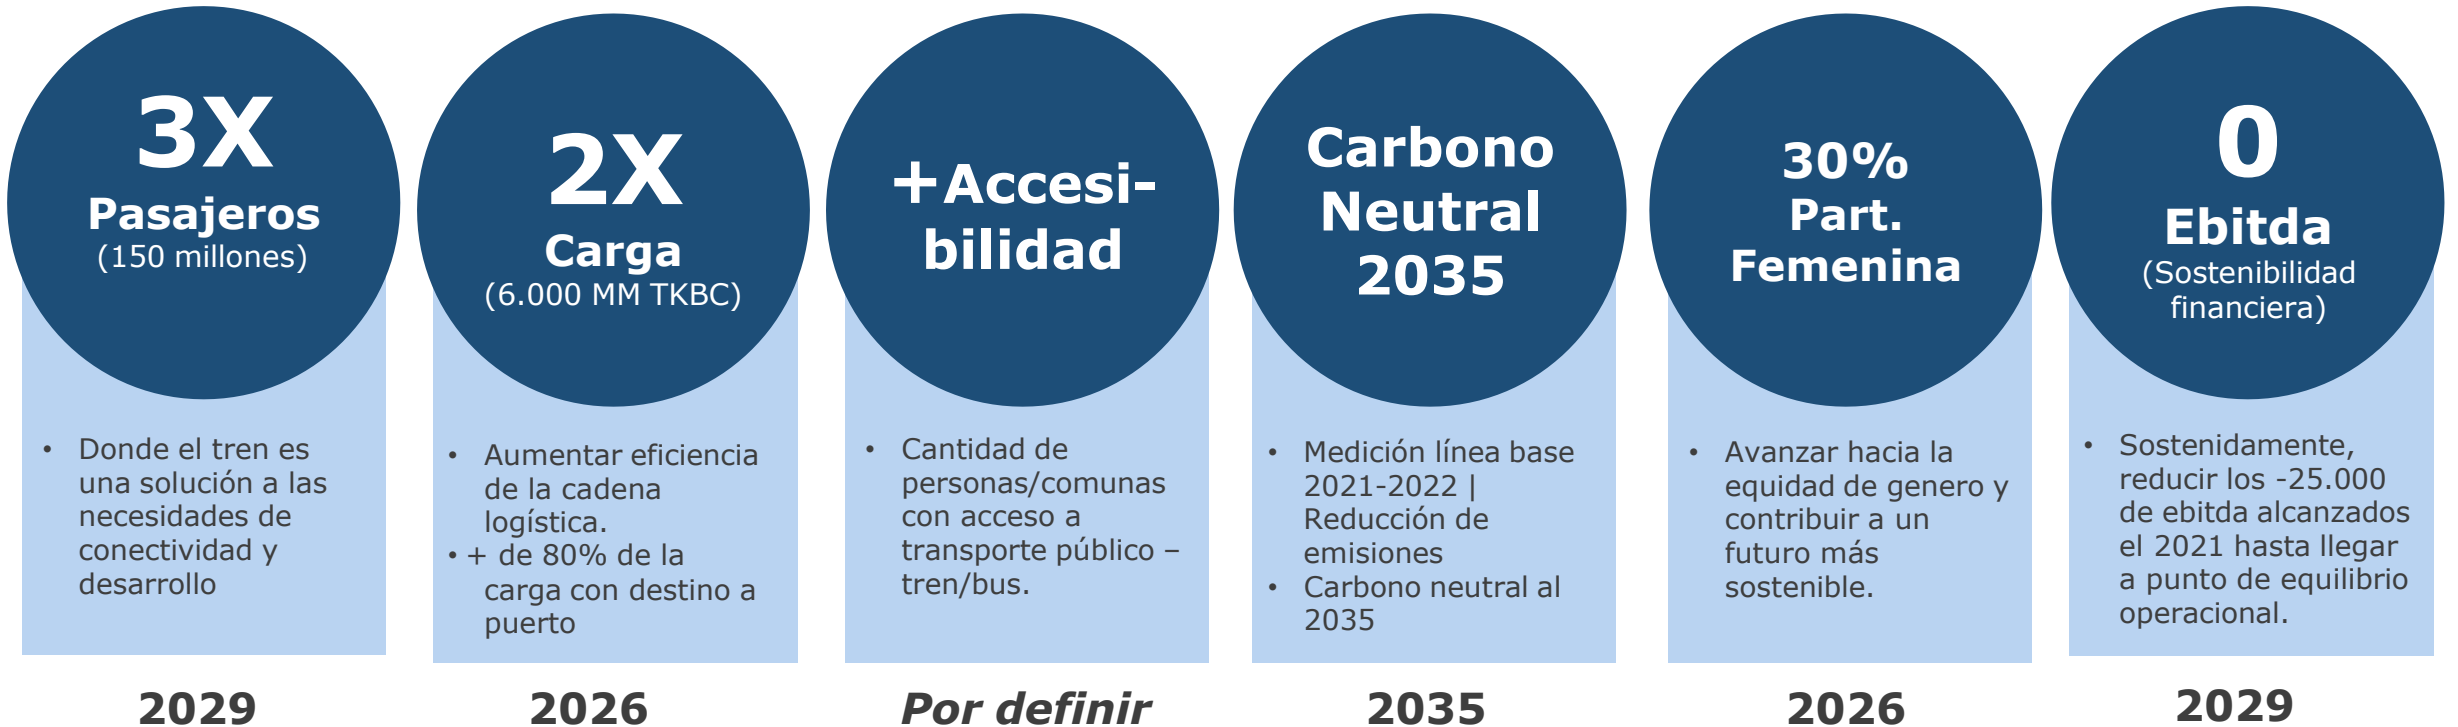 3X
Pasajeros
(150 millones)
• Donde el tren es
una solución a las
necesidades de
conectividad y
desarrollo
2029
2X
Carga
(6.000 MM TKBC)
• Aumentar eficiencia
de la cadena
logística.
• + de 80% de la
carga con destino a
puerto
2026
+Accesi-
bilidad
• Cantidad de
personas/comunas
con acceso a
transporte público –
tren/bus.
Por definir
Carbono
Neutral
2035
• Medición línea base
2021-2022 |
Reducción de
emisiones
• Carbono neutral al
2035
2035
30%
Part.
Femenina
• Avanzar hacia la
equidad de genero y
contribuir a un
futuro más
sostenible.
2026
0
Ebitda
(Sostenibilidad
financiera)
• Sostenidamente,
reducir los -25.000
de ebitda alcanzados
el 2021 hasta llegar
a punto de equilibrio
operacional.
2029